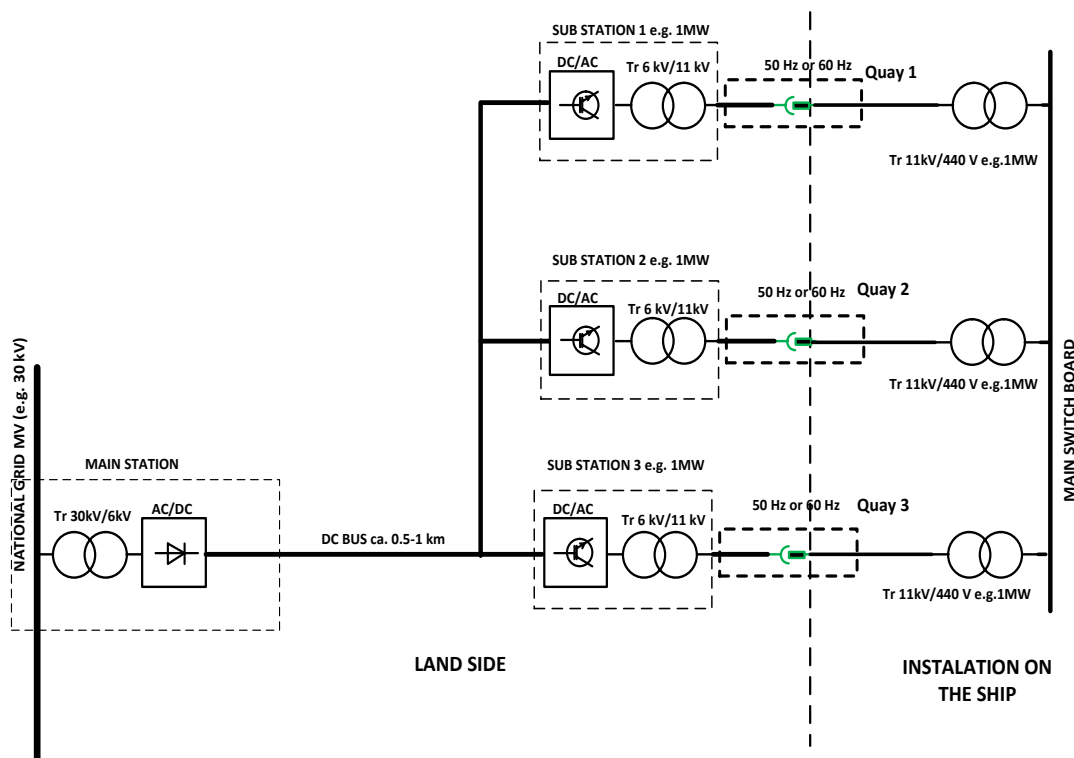 SUB STATION 1 e.g. 1MW
DC/AC
Tr 6 kV/11 kV
50 Hz or 60 Hz
Quay 1
Tr 11kV/440 V e.g.1MW
SUB STATION 2 e.g. 1MW
DC/AC
Tr 6 kV/11kV
50 Hz or 60 Hz
Quay 2
Tr 11kV/440 V e.g.1MW
NATIONAL GRID MV (e.g. 30 kV)
MAIN STATION
Tr 30kV/6kV
AC/DC
DC BUS ca. 0.5-1 km
SUB STATION 3 e.g. 1MW
DC/AC
Tr 6 kV/11 kV
50 Hz or 60 Hz
Quay 3
Tr 11kV/440 V e.g.1MW
MAIN SWITCH BOARD
LAND SIDE
INSTALATION ON
THE SHIP